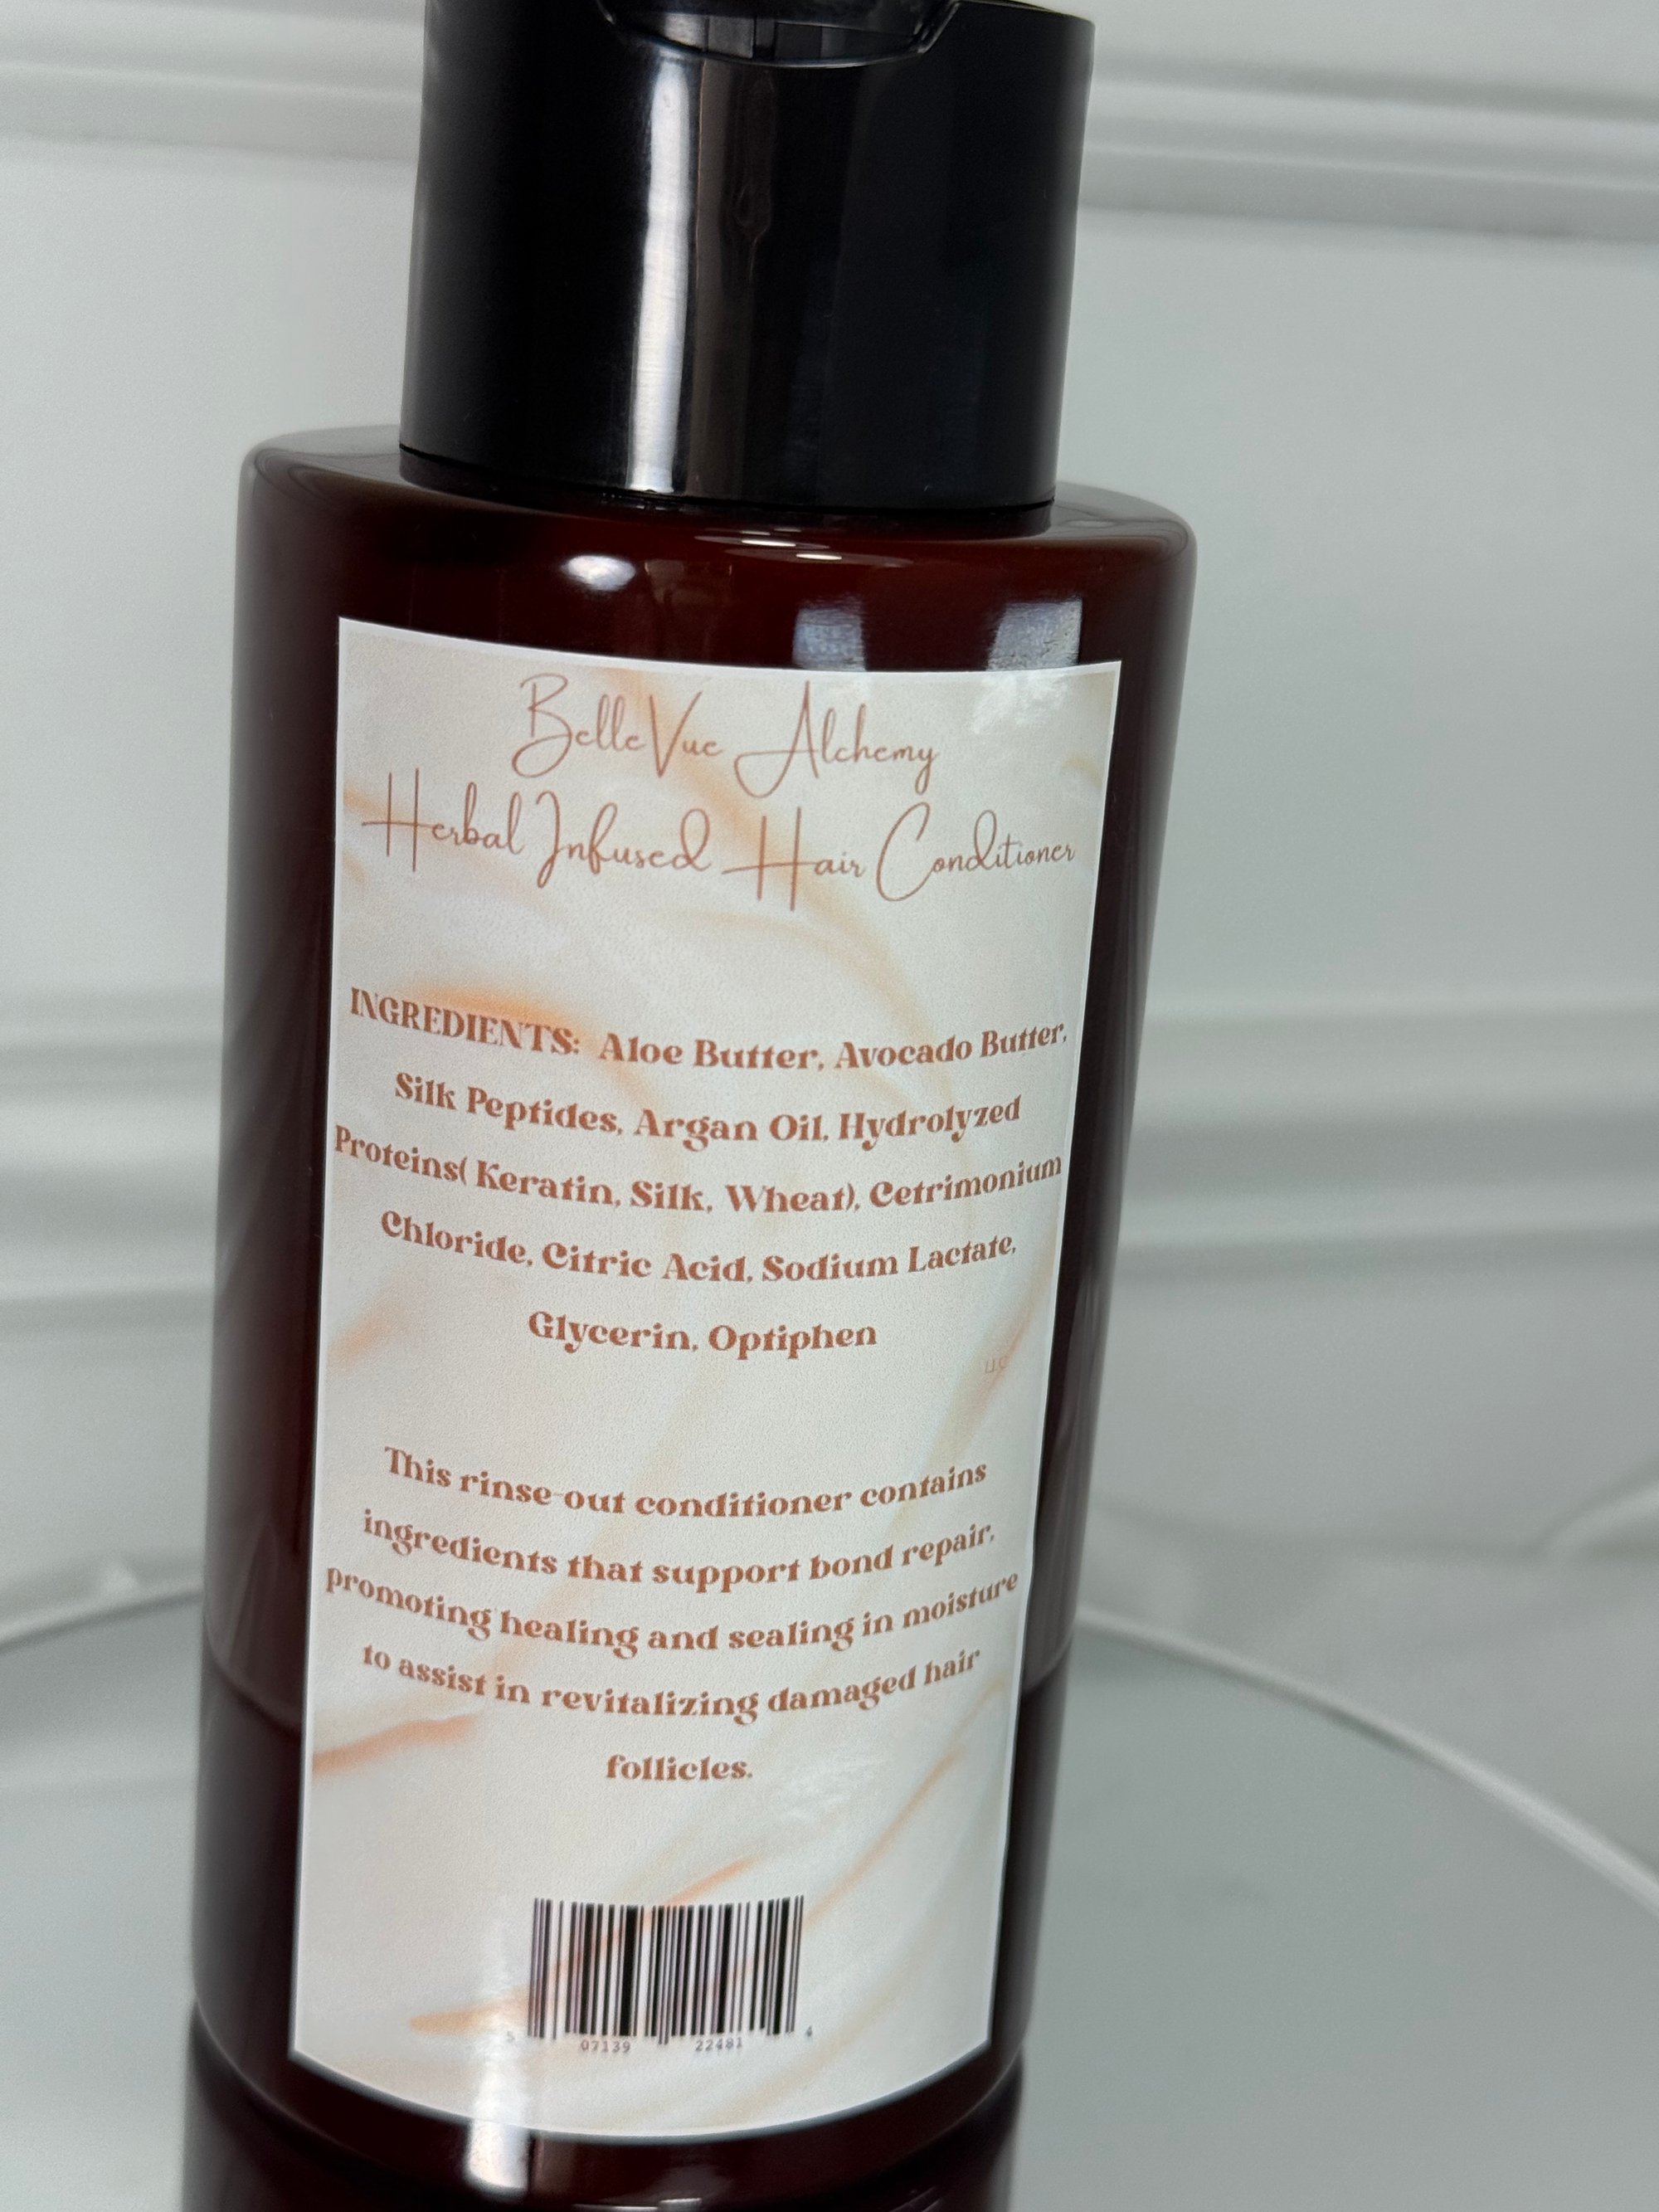 BelleVue Alchemy
Herbal Infused Hair Conditioner
INGREDIENTS: Aloe Butter, Avocado Butter,
Silk Peptides, Argan Oil, Hydrolyzed
Proteins( Keratin, Silk, Wheat), Cetrimonium
Chloride, Citric Acid, Sodium Lactate,
Glycerin, Optiphen
LLC
This rinse-out conditioner contains
ingredients that support bond repair,
promoting healing and sealing in moisture
to assist in revitalizing damaged hair
follicles.
5 07139 22481 4